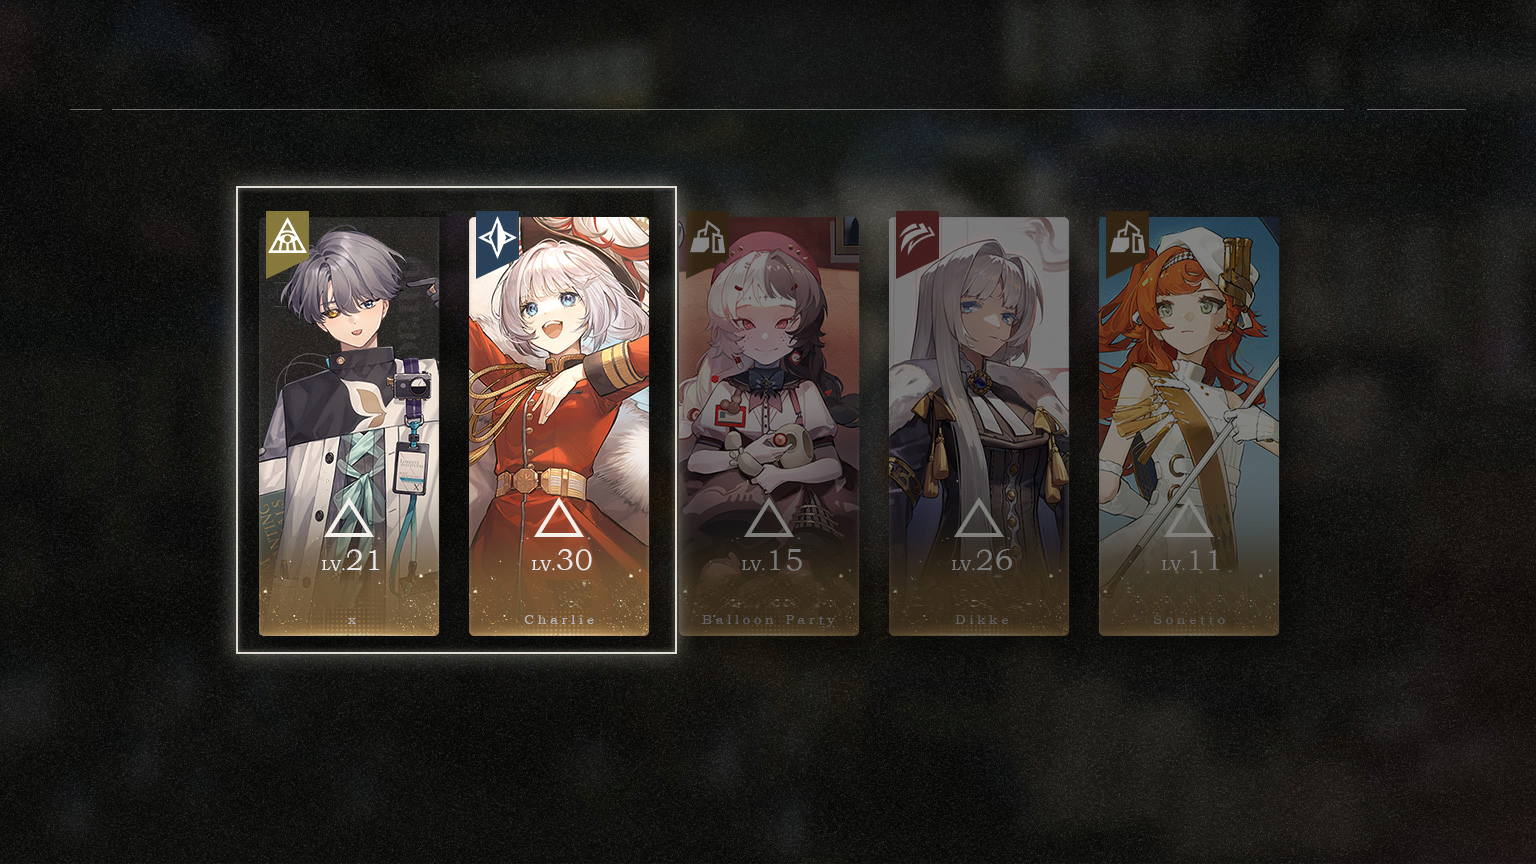 LV.21
LV.30
LV.15
LV.26
LV.11
x
Charlie
Balloon Party
Dikke
Sonetto